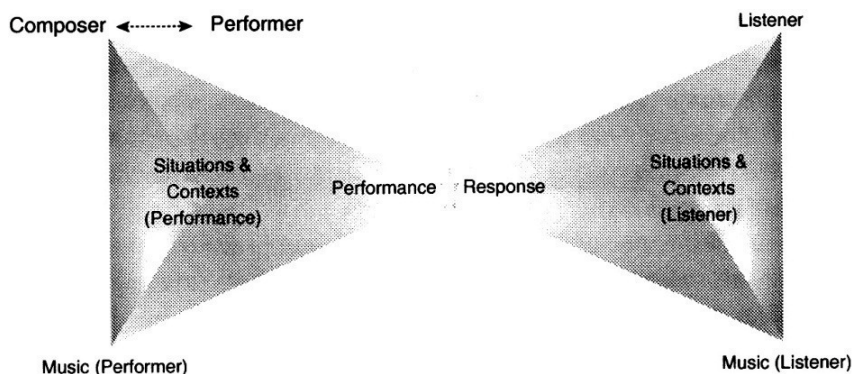 Composer Performer
Listener
Situations &
Contexts
(Performance)
Performance Response
Situations &
Contexts
(Listener)
Music (Performer)
Music (Listener)